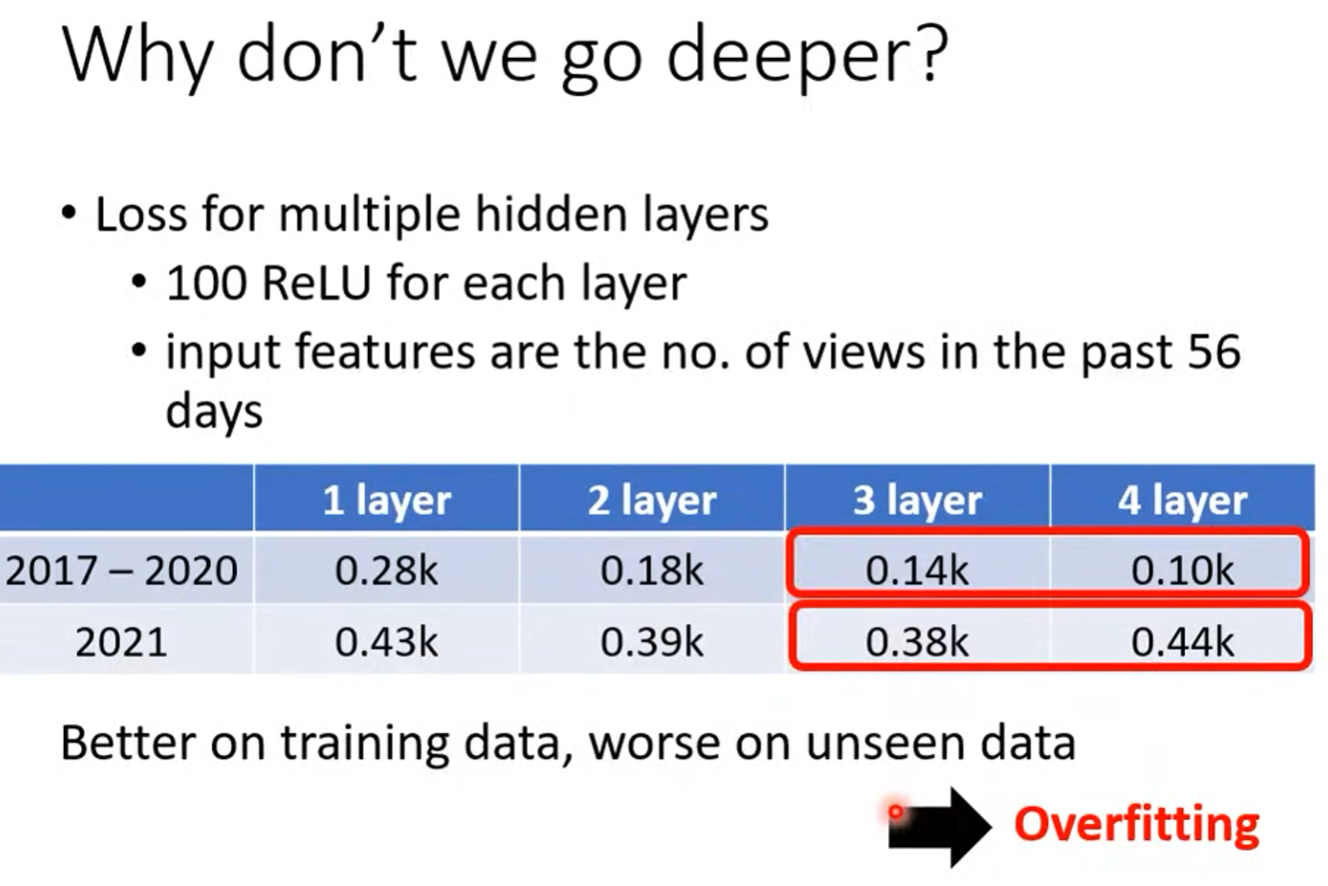 Why don’t we go deeper?
• Loss for multiple hidden layers
• 100 ReLU for each layer
• input features are the no. of views in the past 56
days
1 layer 2 layer 3 layer 4 layer
2017 – 2020 0.28k 0.18k 0.14k 0.10k
2021 0.43k 0.39k 0.38k 0.44k
Better on training data, worse on unseen data
Overfitting